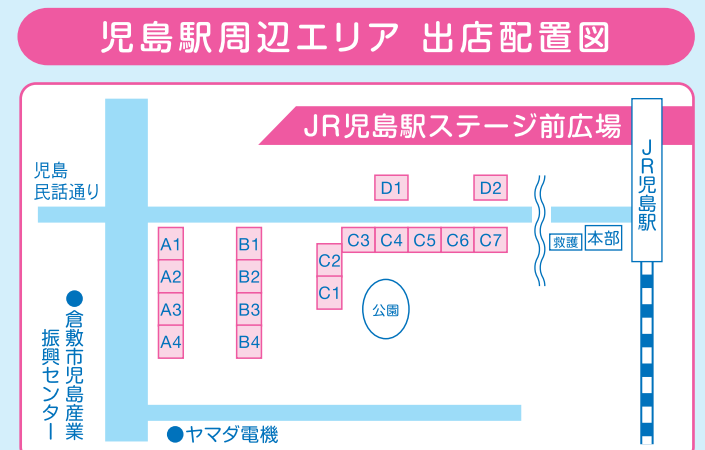 児島駅周辺エリア 出店配置図
JR児島駅ステージ前広場
JR児島駅
児島
民話通り
D1
D2
A1
A2
A3
A4
B1
B2
B3
B4
C3
C4
C5
C6
C7
C2
C1
救護
本部
公園
●倉敷市児島産業
振興センター
●ヤマダ電機